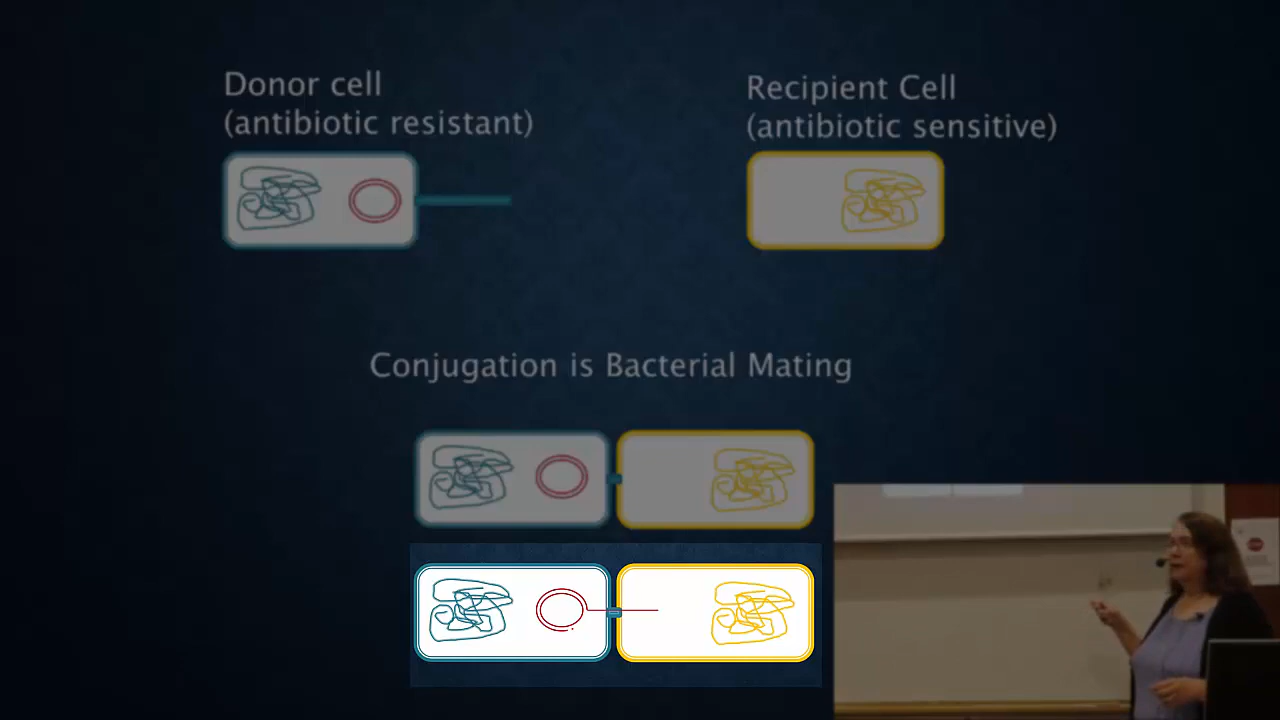 Donor cell
(antibiotic resistant)
Recipient Cell
(antibiotic sensitive)
Conjugation is Bacterial Mating